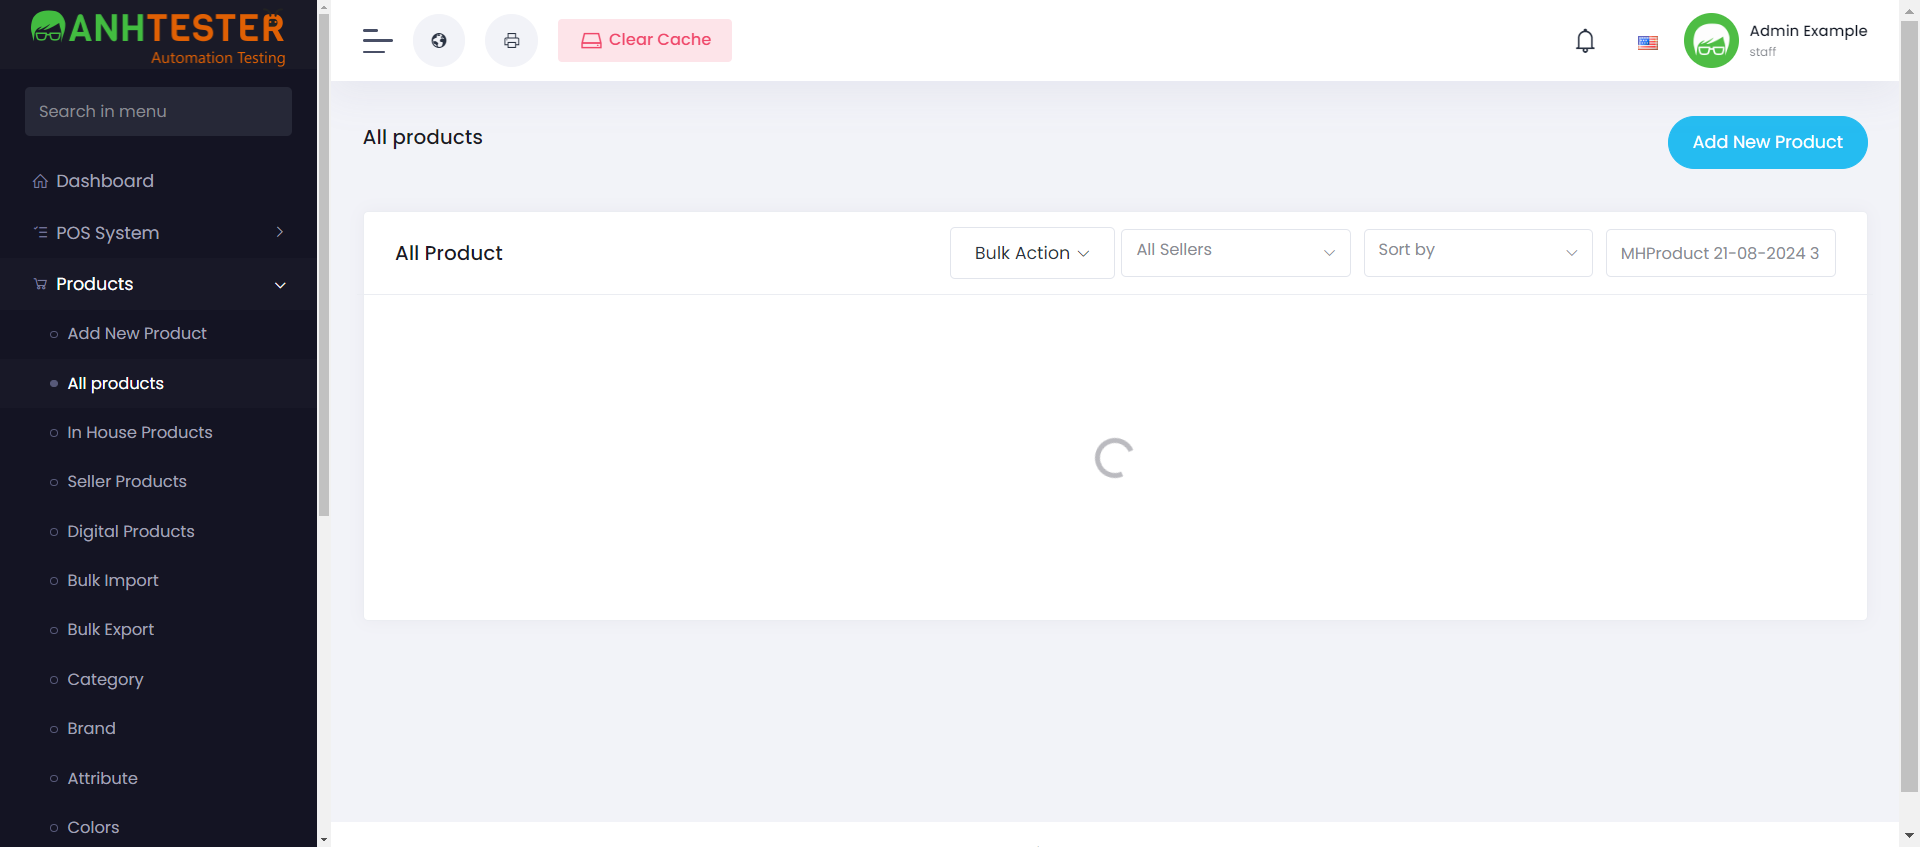 ANHTESTER
Automation Testing
Search in menu
Dashboard
POS System
Products
Add New Product
All products
In House Products
Seller Products
Digital Products
Bulk Import
Bulk Export
Category
Brand
Attribute
Colors
Clear Cache
Admin Example
staff
All products
Add New Product
All Product
Bulk Action
All Sellers
Sort by
MHProduct 21-08-2024 3